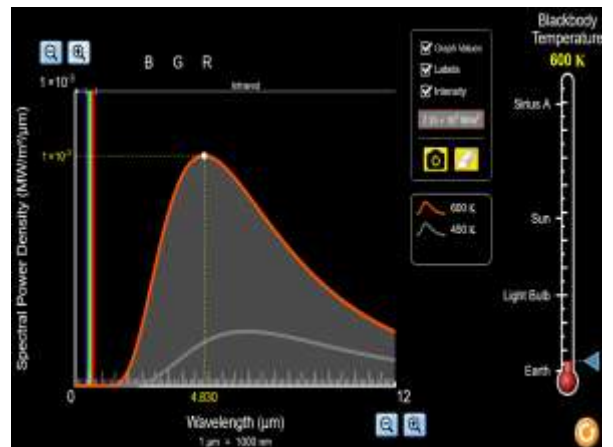 Blackbody
Temperature
600 K
B G R
Graph Values
Labels
Intensity
Infrared
Sirius A
Sun
Light Bulb
Earth
600 K
450 K
Spectral Power Density (MW/m²/µm)
0
4.830
12
Wavelength (µm)
1 µm = 1000 nm